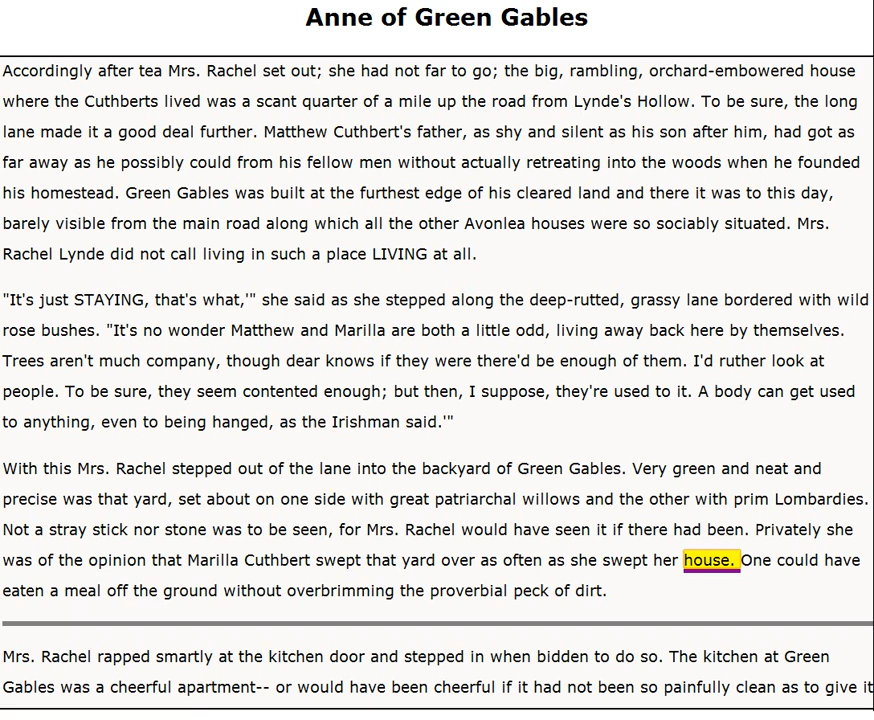 Anne of Green Gables
Accordingly after tea Mrs. Rachel set out; she had not far to go; the big, rambling, orchard-embowered house
where the Cuthberts lived was a scant quarter of a mile up the road from Lynde's Hollow. To be sure, the long
lane made it a good deal further. Matthew Cuthbert's father, as shy and silent as his son after him, had got as
far away as he possibly could from his fellow men without actually retreating into the woods when he founded
his homestead. Green Gables was built at the furthest edge of his cleared land and there it was to this day,
barely visible from the main road along which all the other Avonlea houses were so sociably situated. Mrs.
Rachel Lynde did not call living in such a place LIVING at all.
"It's just STAYING, that's what,'" she said as she stepped along the deep-rutted, grassy lane bordered with wild
rose bushes. "It's no wonder Matthew and Marilla are both a little odd, living away back here by themselves.
Trees aren't much company, though dear knows if they were there'd be enough of them. I'd ruther look at
people. To be sure, they seem contented enough; but then, I suppose, they're used to it. A body can get used
to anything, even to being hanged, as the Irishman said.'"
With this Mrs. Rachel stepped out of the lane into the backyard of Green Gables. Very green and neat and
precise was that yard, set about on one side with great patriarchal willows and the other with prim Lombardies.
Not a stray stick nor stone was to be seen, for Mrs. Rachel would have seen it if there had been. Privately she
was of the opinion that Marilla Cuthbert swept that yard over as often as she swept her house. One could have
eaten a meal off the ground without overbrimming the proverbial peck of dirt.
Mrs. Rachel rapped smartly at the kitchen door and stepped in when bidden to do so. The kitchen at Green
Gables was a cheerful apartment-- or would have been cheerful if it had not been so painfully clean as to give it